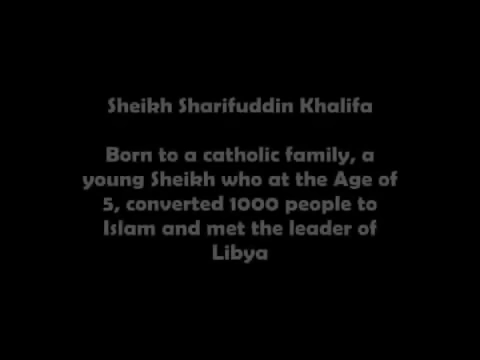 Sheikh Sharifuddin Khalifa
Born to a catholic family, a
young Sheikh who at the Age of
5, converted 1000 people to
Islam and met the leader of
Libya